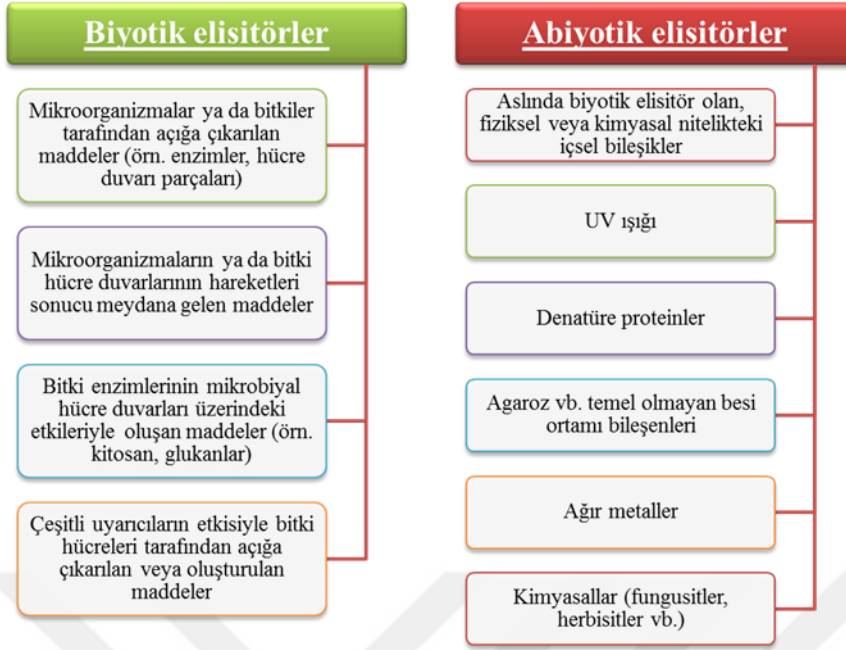 Biyotik elisitörler
Mikroorganizmalar ya da bitkiler
tarafından açığa çıkarılan
maddeler (örn. enzimler, hücre
duvarı parçaları)
Mikroorganizmaların ya da bitki
hücre duvarlarının hareketleri
sonucu meydana gelen maddeler
Bitki enzimlerinin mikrobiyal
hücre duvarları üzerindeki
etkileriyle oluşan maddeler (örn.
kitosan, glukanlar)
Çeşitli uyarıcıların etkisiyle bitki
hücreleri tarafından açığa
çıkarılan veya oluşturulan
maddeler
Abiyotik elisitörler
Aslında biyotik elisitör olan,
fiziksel veya kimyasal nitelikteki
içsel bileşikler
UV ışığı
Denatüre proteinler
Agaroz vb. temel olmayan besi
ortamı bileşenleri
Ağır metaller
Kimyasallar (fungusitler,
herbisitler vb.)